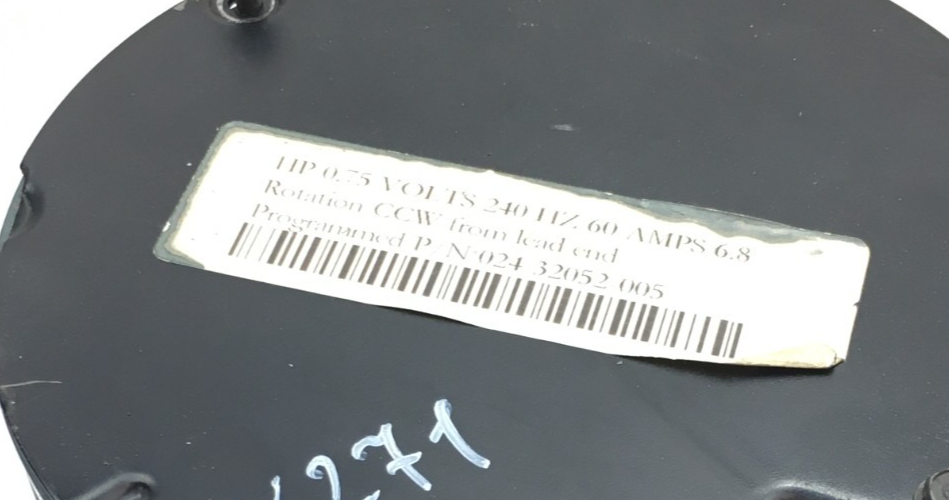 HP 0.75 VOLTS 240 HZ 60 AMPS 6.8
Rotation CCW from lead end
Programmed P/N 024 32052 005
271